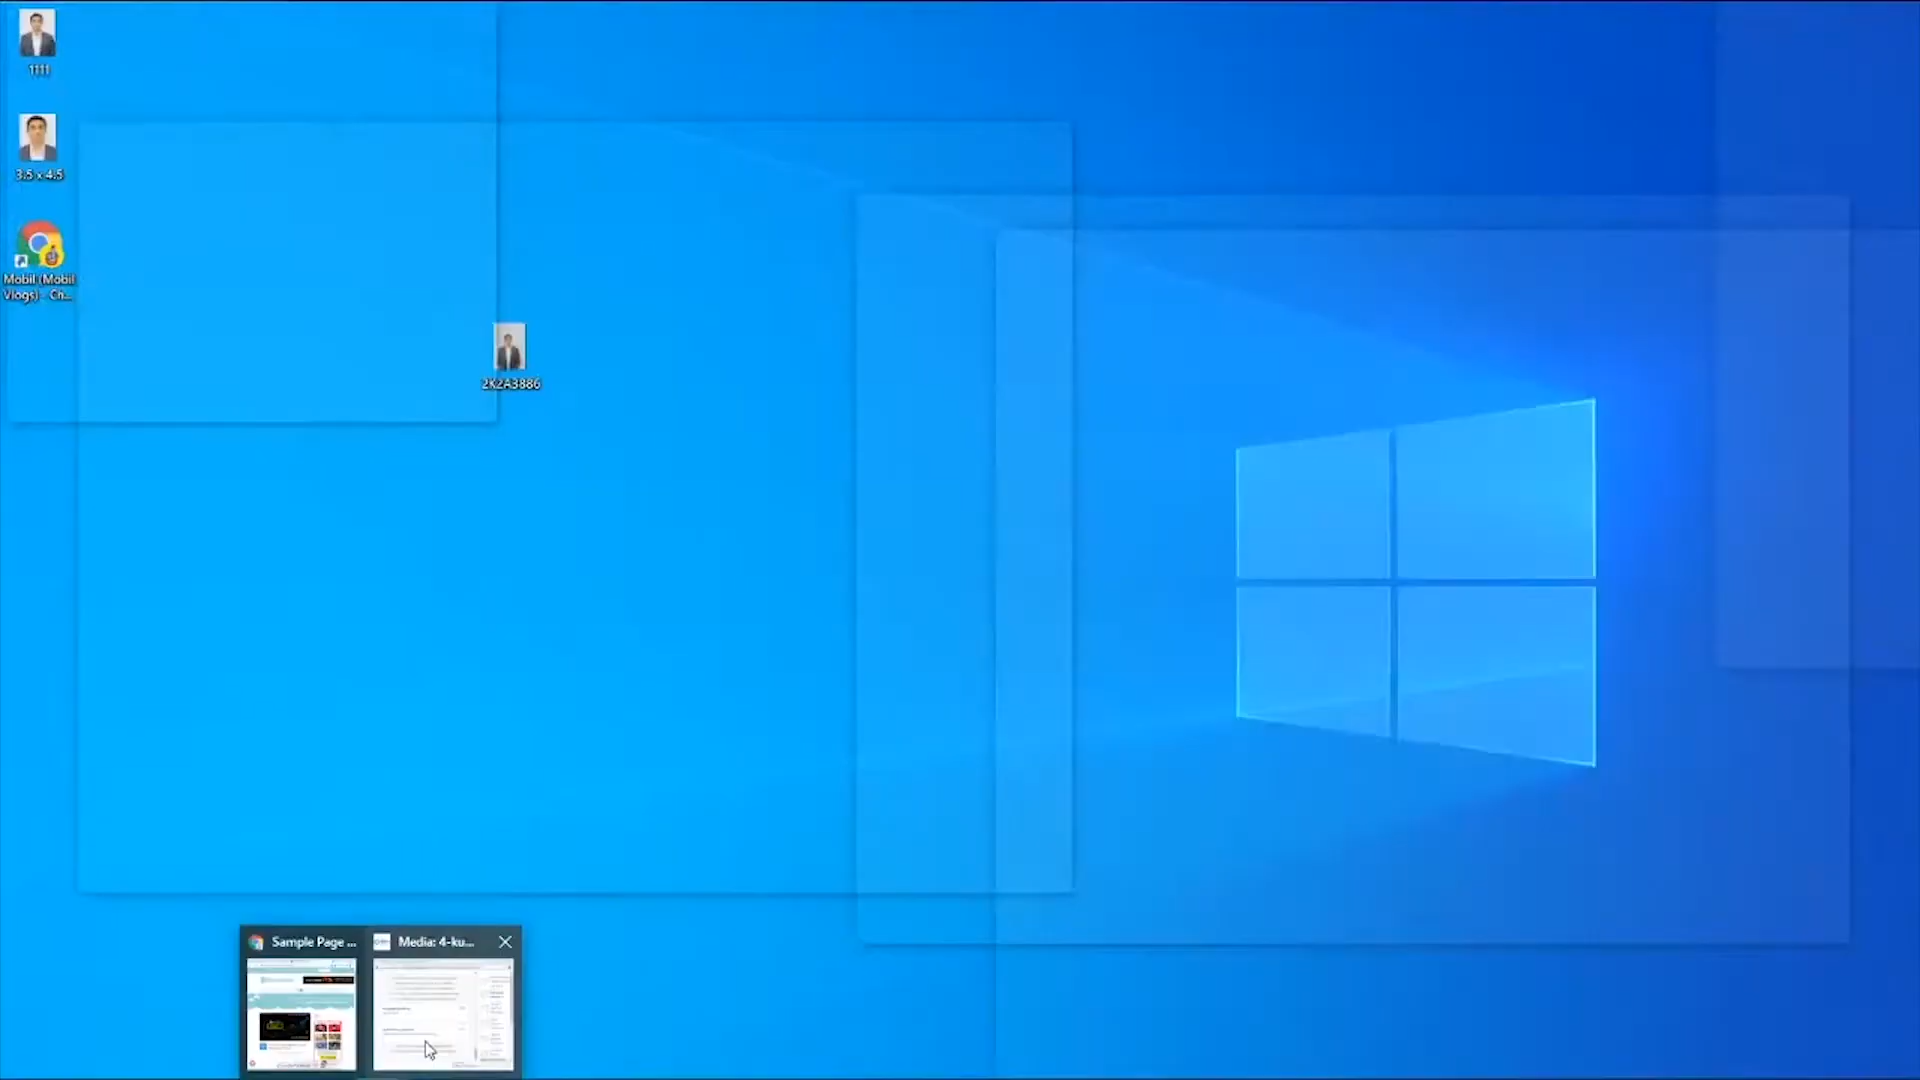 1111
3.5 x 4.5
Mobil (Mobil
Vlogs) - Ch...
2K2A3886
Sample Page ...
Media: 4-ku...